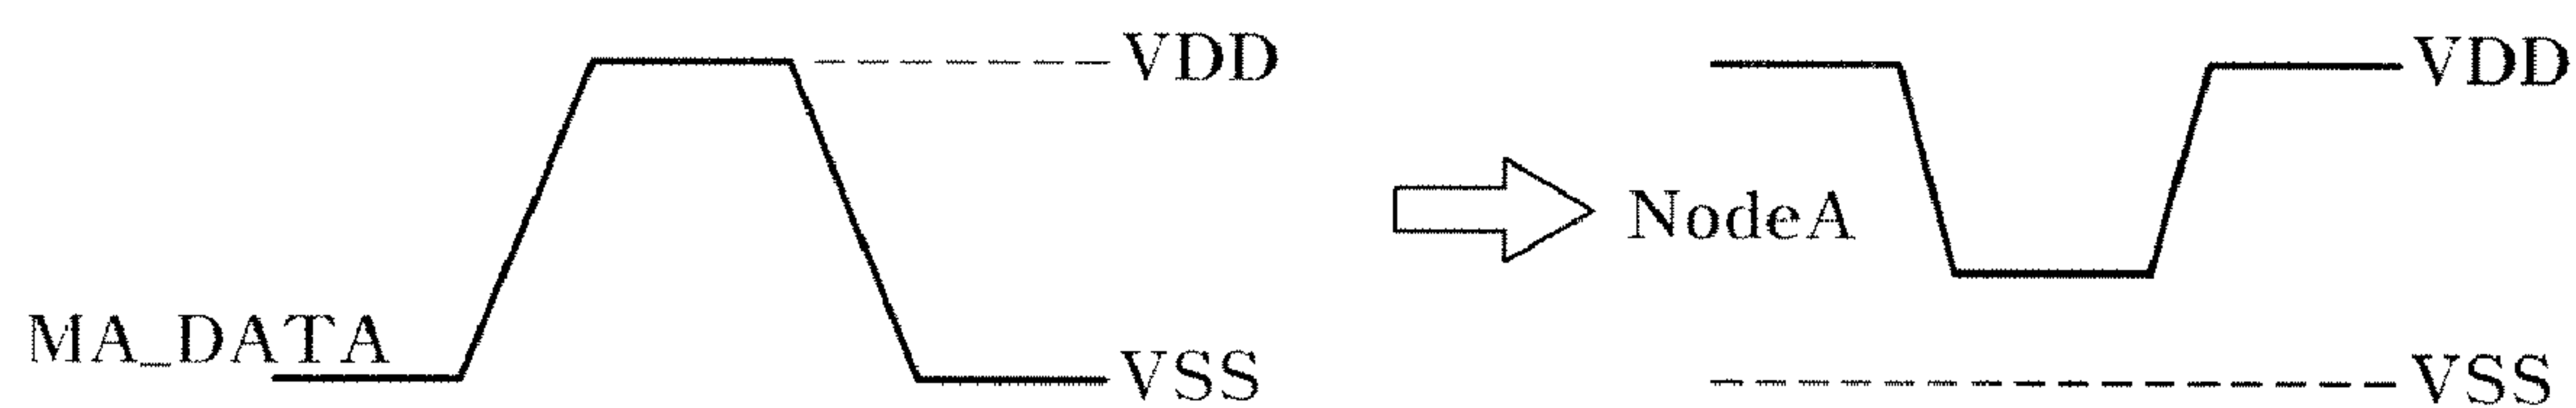 VDD
VDD
NodeA
MA_DATA
VSS
VSS